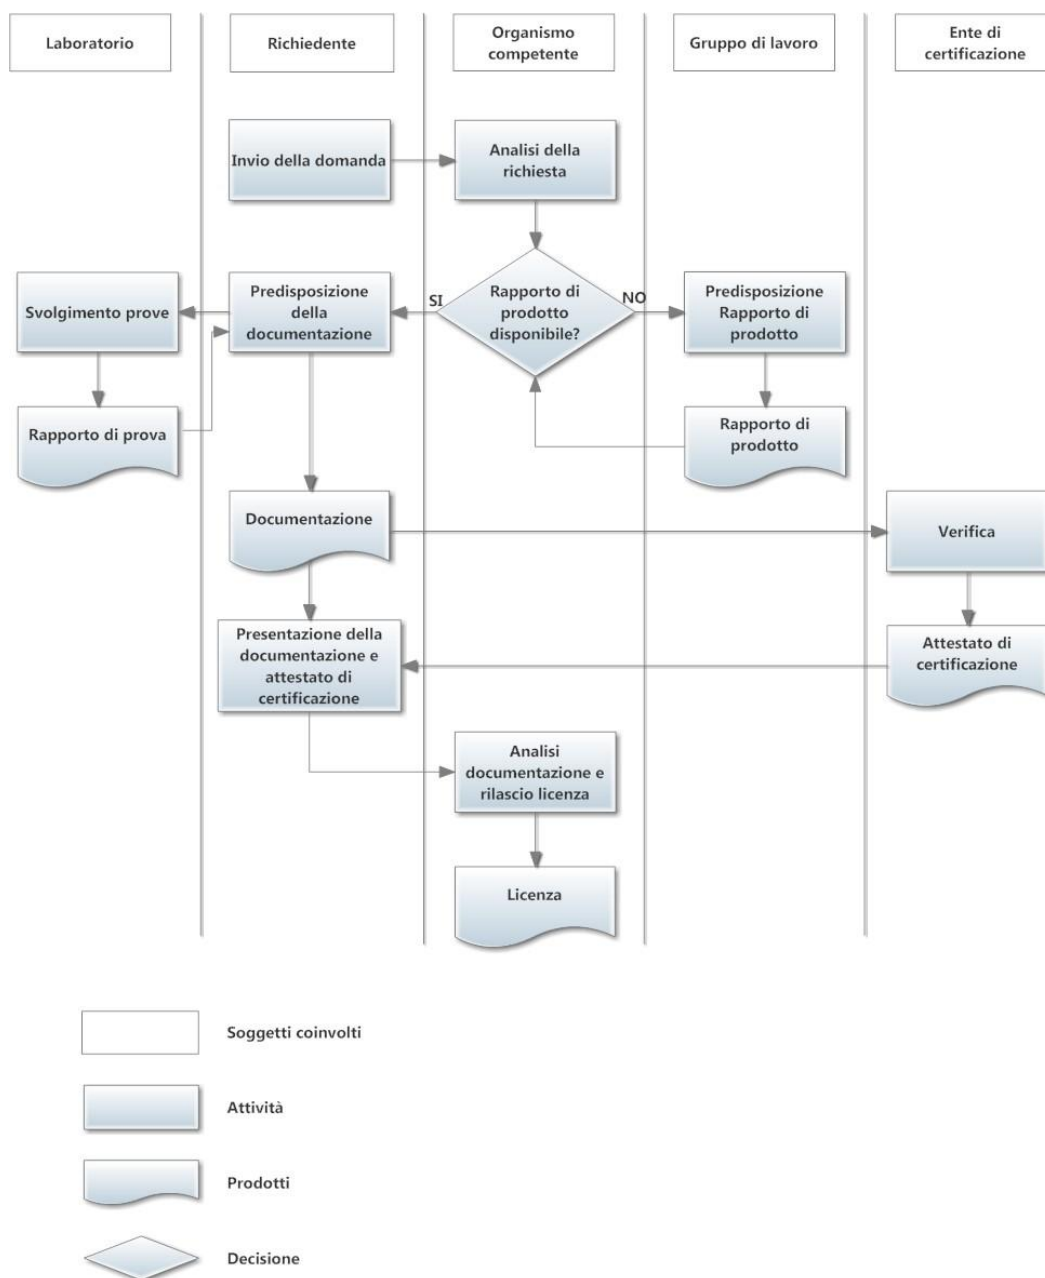 Laboratorio
Richiedente
Organismo
competente
Gruppo di lavoro
Ente di
certificazione
Invio della domanda
Analisi della
richiesta
Svolgimento prove
Predisposizione
della
documentazione
SI
Rapporto di
prodotto
disponibile?
NO
Predisposizione
Rapporto di
prodotto
Rapporto di prova
Rapporto di
prodotto
Documentazione
Verifica
Presentazione della
documentazione e
attestato di
certificazione
Attestato di
certificazione
Analisi
documentazione e
rilascio licenza
Licenza
Soggetti coinvolti
Attività
Prodotti
Decisione